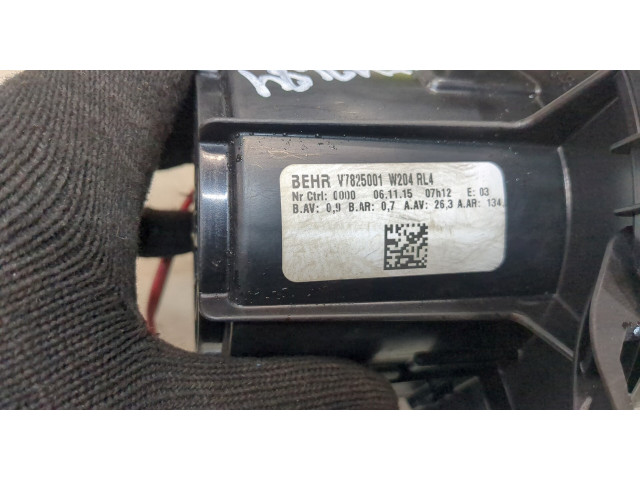 BEHR V7825001 W204 RL4
Nr Ctrl: 0000 06.11.15 07h12 E: 03
B.AV: 0,9 B.AR: 0,7 A.AV: 26,3 A.AR: 134,